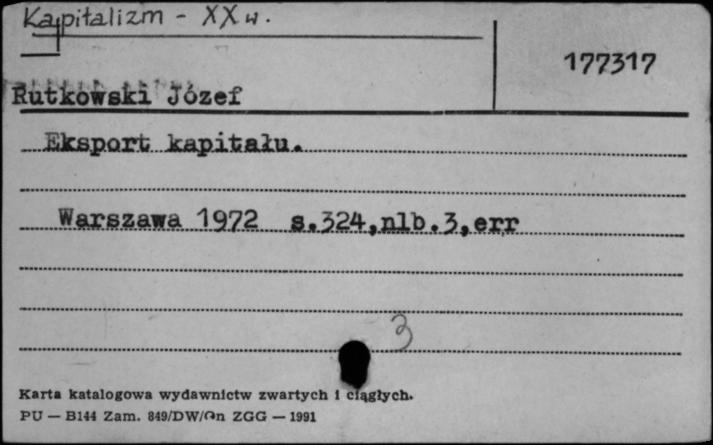 Kapitalizm - XX w.
177317
Rutkowski Józef
Eksport kapitału.
Warszawa 1972 s.324,nlb.3,err
3
Karta katalogowa wydawnictw zwartych i ciągłych.
PU — B144 Zam. 849/DW/On ZGG — 1991